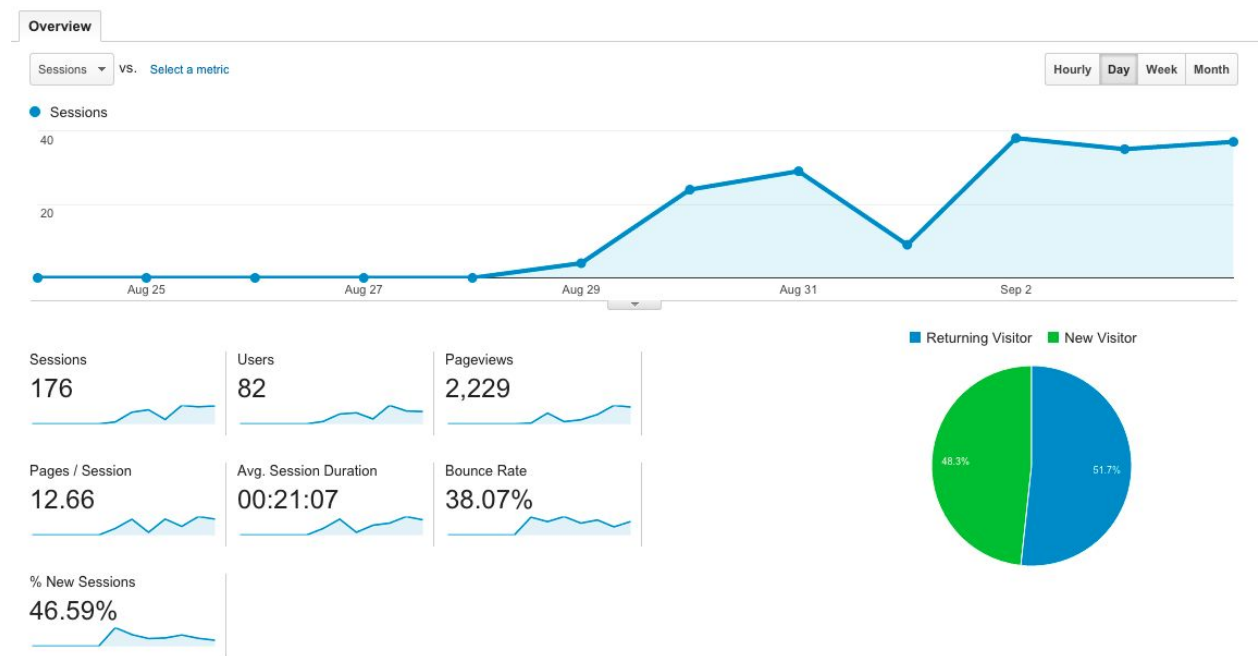 Overview
Sessions VS. Select a metric
Hourly Day Week Month
Sessions
40
20
Aug 25 Aug 27 Aug 29 Aug 31 Sep 2
Returning Visitor New Visitor
Sessions Users Pageviews
176 82 2,229
48.3% 51.7%
Pages / Session Avg. Session Duration Bounce Rate
12.66 00:21:07 38.07%
% New Sessions
46.59%